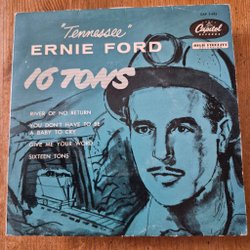 "Tennessee"
ERNIE FORD
16 TONS
Capitol
RECORDS
RIVER OF NO RETURN
YOU DON'T HAVE TO BE
A BABY TO CRY
GIVE ME YOUR WORD
SIXTEEN TONS